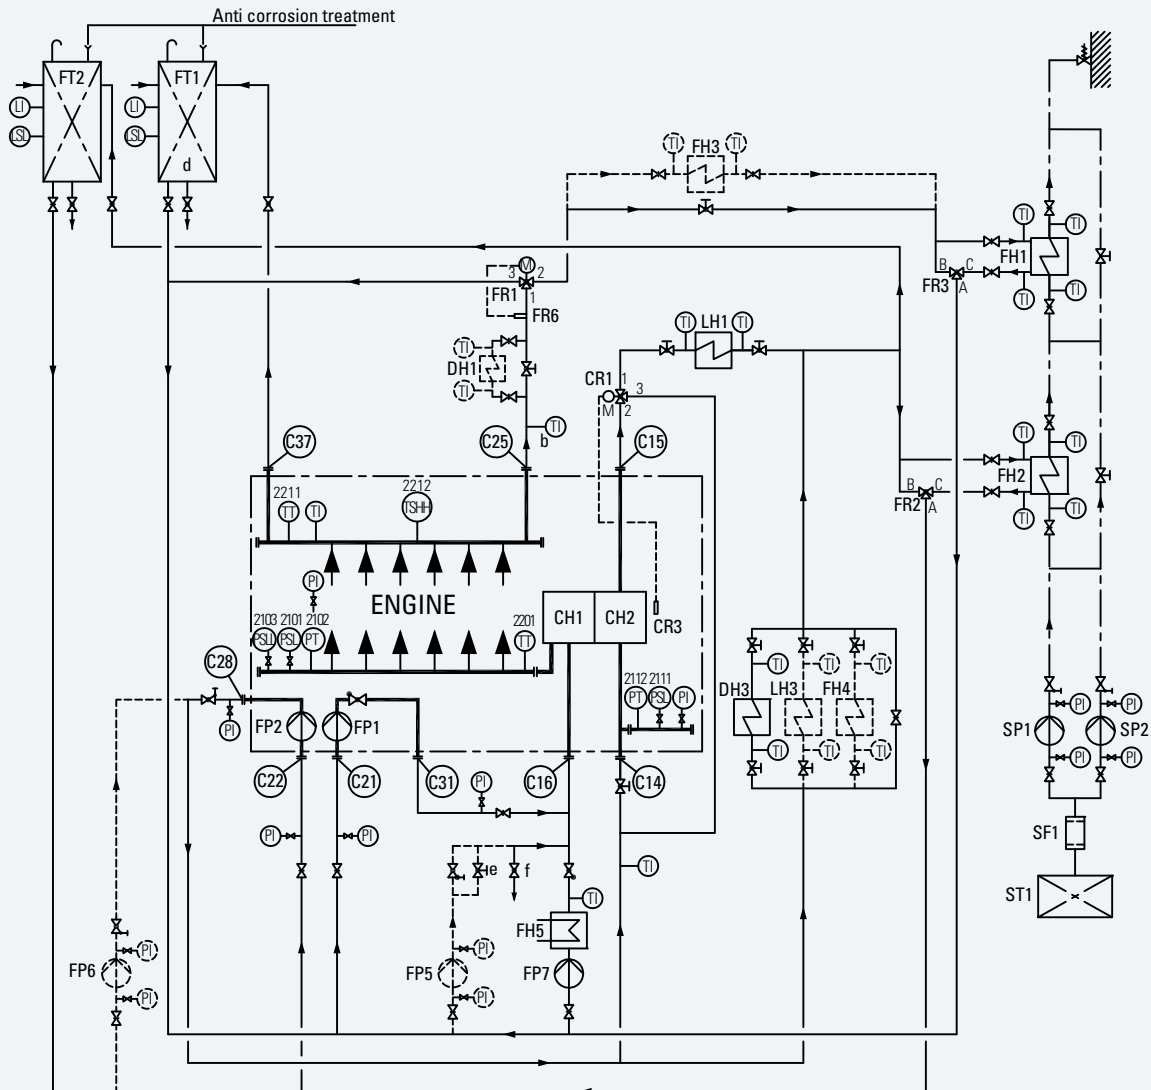 Anti corrosion treatment
FT2
FT1
LI
LI
LSL
LSL
d
TI
FH3
TI
M
3
2
FR1
1
FR6
TI
FH1
TI
B
C
FR3
A
TI
TI
TI
DH1
TI
TI
LH1
TI
CR1
1
3
M
2
TI
b
C37
C25
C15
TI
FH2
TI
B
C
FR2
A
TI
TI
2211
TT
TI
2212
TSHH
PI
ENGINE
CH1
CH2
CR3
2103
PSLL
2101
PSL
2102
PT
2201
TT
C28
2112
PT
2111
PSL
PI
PI
FP2
FP1
DH3
TI
LH3
TI
FH4
TI
TI
TI
TI
PI
PI
SP1
SP2
PI
PI
C22
C21
C31
C16
C14
PI
PI
PI
SF1
e
f
TI
TI
ST1
FH5
FP6
PI
PI
FP5
PI
PI
FP7